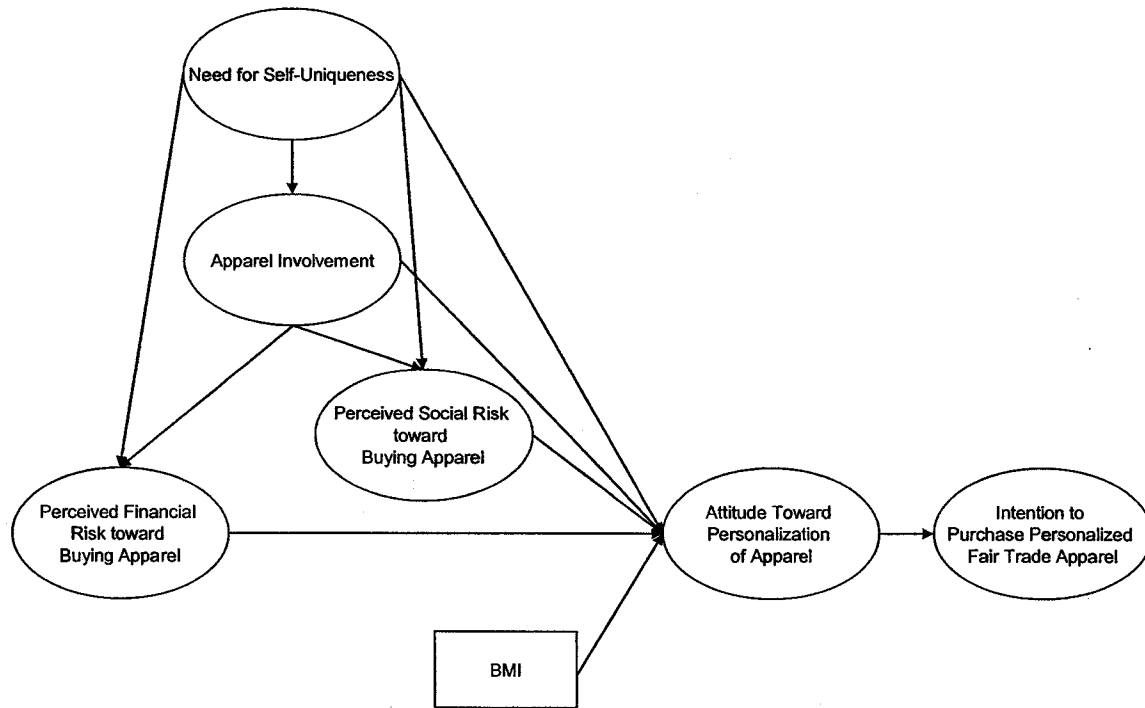 Need for Self-Uniqueness
Apparel Involvement
Perceived Social Risk
toward
Buying Apparel
Perceived Financial
Risk toward
Buying Apparel
Attitude Toward
Personalization
of Apparel
Intention to
Purchase Personalized
Fair Trade Apparel
BMI